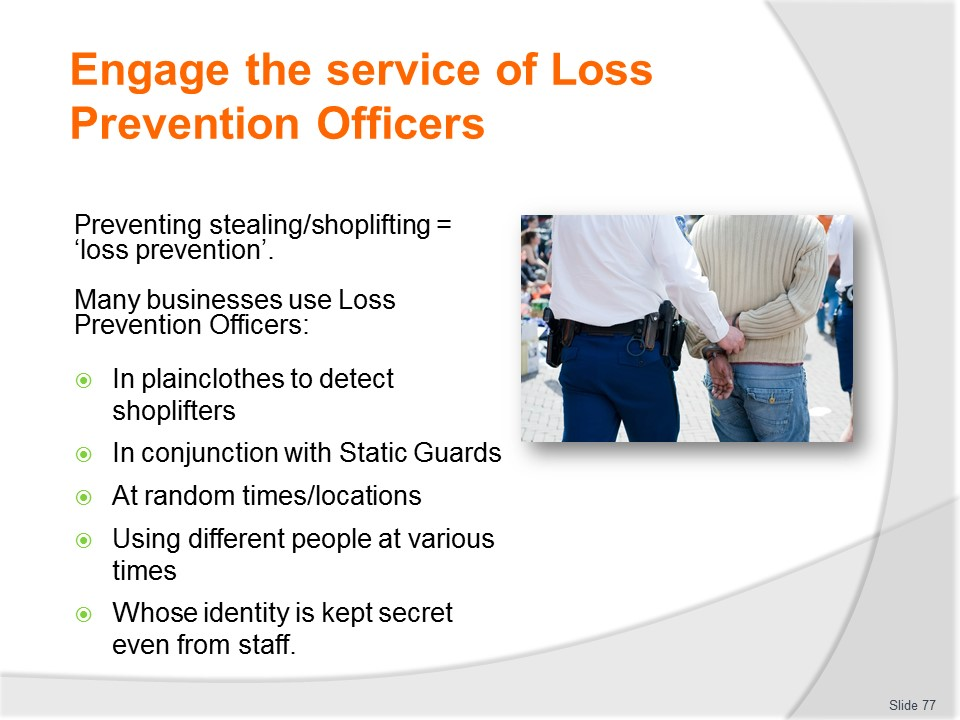 Engage the service of Loss
Prevention Officers
Preventing stealing/shoplifting =
‘loss prevention’.
Many businesses use Loss
Prevention Officers:
In plainclothes to detect
shoplifters
In conjunction with Static Guards
At random times/locations
Using different people at various
times
Whose identity is kept secret
even from staff.
Slide 77